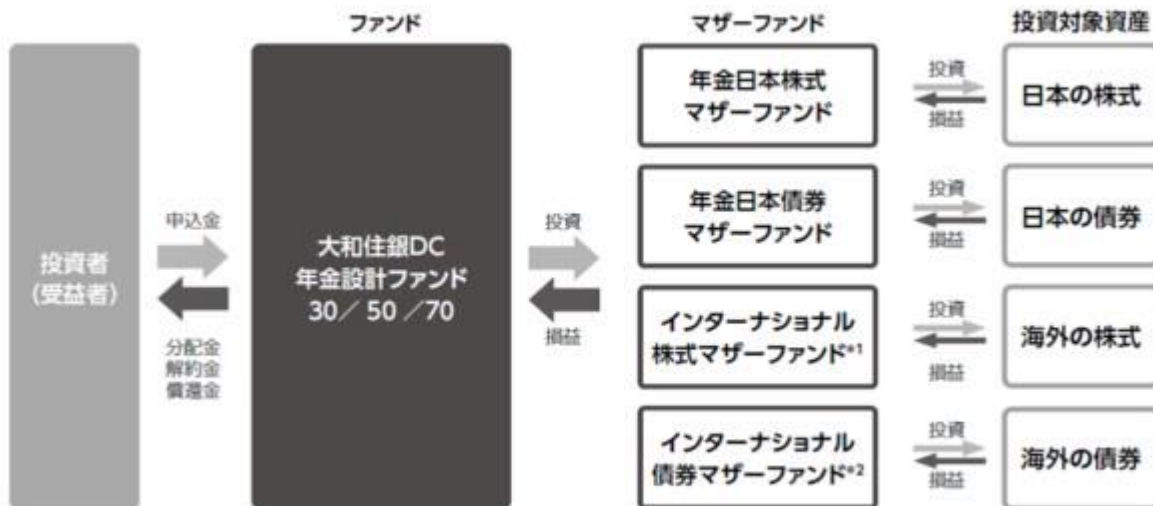 ファンド
マザーファンド
投資対象資産
投資者
(受益者)
申込金
分配金
解約金
償還金
大和住銀DC
年金設計ファンド
30／50／70
投資
損益
年金日本株式
マザーファンド
投資
損益
日本の株式
年金日本債券
マザーファンド
投資
損益
日本の債券
インターナショナル
株式マザーファンド*1
投資
損益
海外の株式
インターナショナル
債券マザーファンド*2
投資
損益
海外の債券